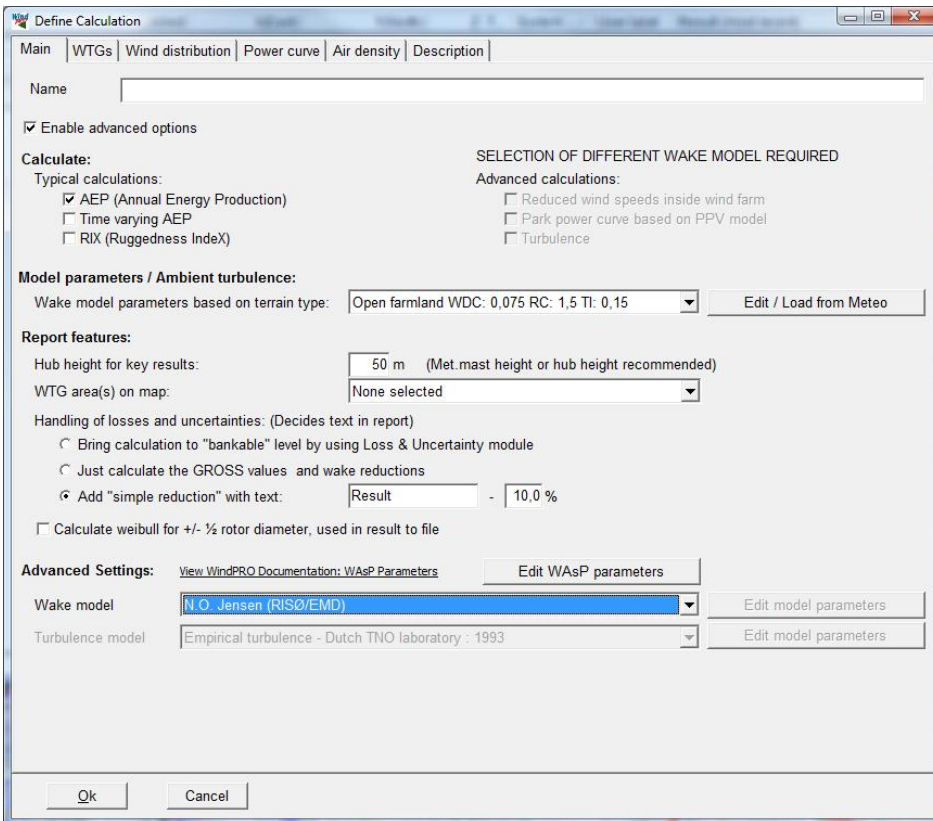 Wind
Define Calculation
Main WTGs Wind distribution Power curve Air density Description
Name
Enable advanced options
Calculate:
SELECTION OF DIFFERENT WAKE MODEL REQUIRED
Typical calculations:
Advanced calculations:
AEP (Annual Energy Production)
Reduced wind speeds inside wind farm
Time varying AEP
Park power curve based on PPV model
RIX (Ruggedness IndeX)
Turbulence
Model parameters / Ambient turbulence:
Wake model parameters based on terrain type: Open farmland WDC: 0,075 RC: 1,5 TI: 0,15 Edit / Load from Meteo
Report features:
Hub height for key results: 50 m (Met.mast height or hub height recommended)
WTG area(s) on map: None selected
Handling of losses and uncertainties: (Decides text in report)
Bring calculation to "bankable" level by using Loss & Uncertainty module
Just calculate the GROSS values and wake reductions
Add "simple reduction" with text: Result - 10,0 %
Calculate weibull for +/- ½ rotor diameter, used in result to file
Advanced Settings: View WindPRO Documentation: WAsP Parameters Edit WAsP parameters
Wake model N.O. Jensen (RISØ/EMD) Edit model parameters
Turbulence model Empirical turbulence - Dutch TNO laboratory : 1993 Edit model parameters
Ok Cancel